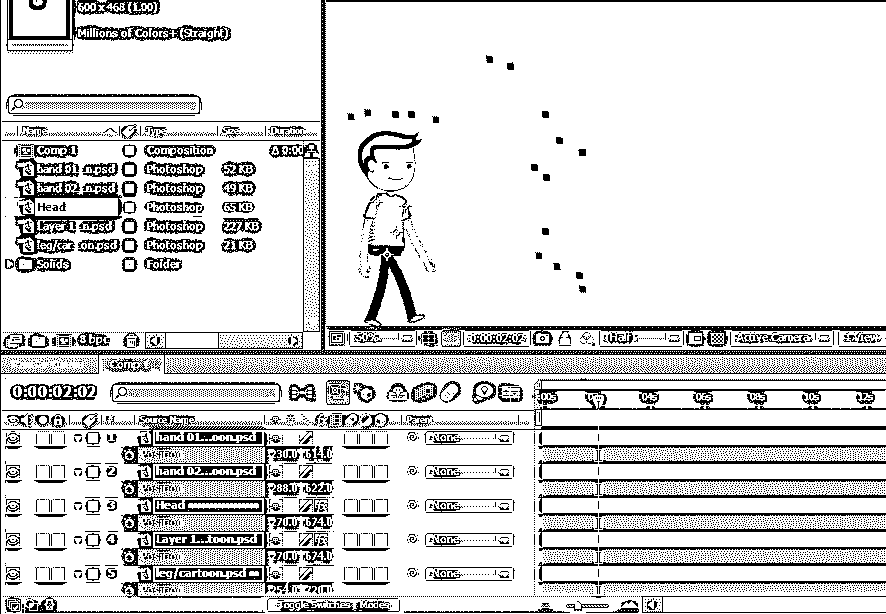 600 x 468 (1.00)
Millions of Colors+ (Straight)
Name Type Size Duration
Comp 1 Composition Δ 0:00
hand 01 ...n.psd Photoshop 52 KB
hand 02 ...n.psd Photoshop 49 KB
Head Photoshop 65 KB
Layer 1 ...n.psd Photoshop 227 KB
leg/car...on.psd Photoshop 21 KB
Solids Folder
8 bpc
50% 0:00:02:02 (Half) Active Camera 1 View
Comp 1
0:00:02:02
04s 06s 08s 10s 12s
# Source Name Parent
1 hand 01...oon.psd None
Position
2 hand 02...oon.psd None
Position
3 Head None
Position
4 Layer 1...toon.psd None
Position
5 leg/cartoon.psd None
Position
Toggle Switches / Modes